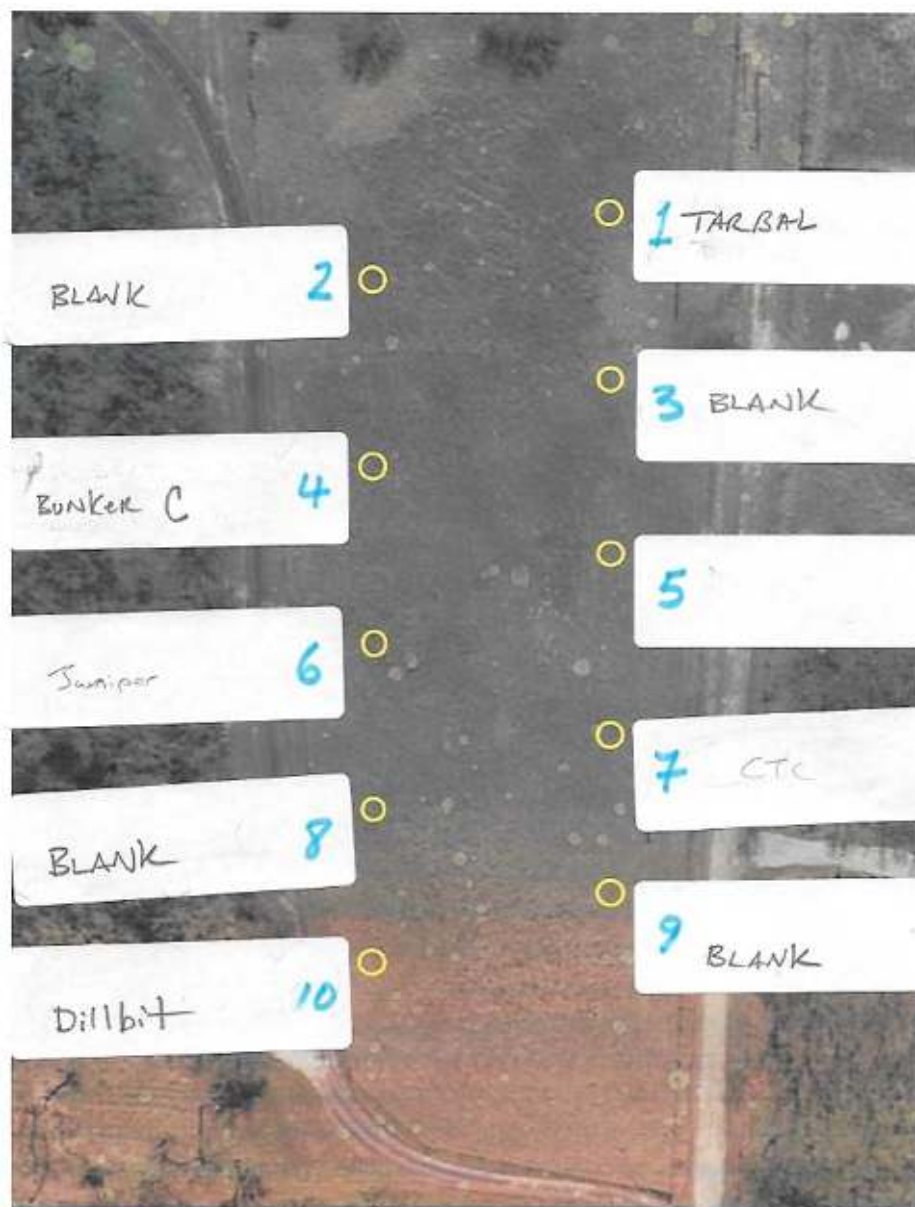 1 TARBAL
BLANK 2
3 BLANK
BUNKER C 4
5
Juniper 6
7 CTC
BLANK 8
9 BLANK
Dillbit 10